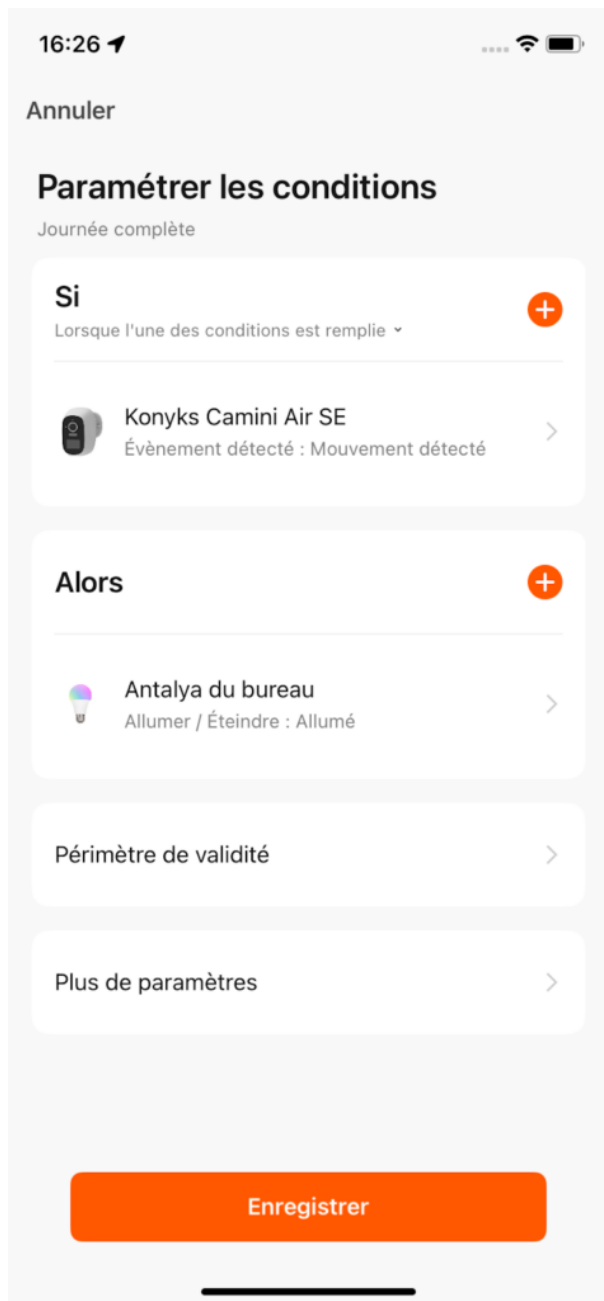 16:26
Annuler
Paramétrer les conditions
Journée complète
Si
Lorsque l'une des conditions est remplie
Konyks Camini Air SE
Évènement détecté : Mouvement détecté
Alors
Antalya du bureau
Allumer / Éteindre : Allumé
Périmètre de validité
Plus de paramètres
Enregistrer